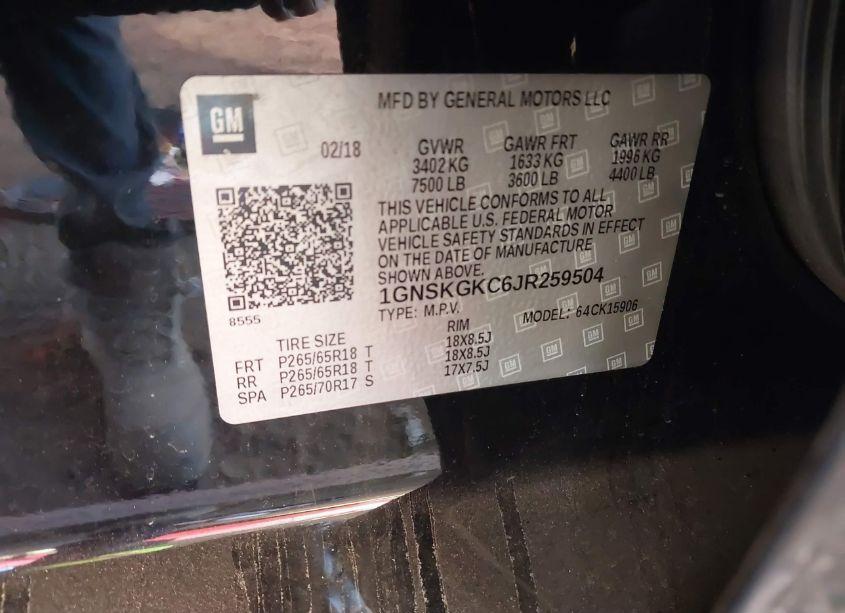 GM
MFD BY GENERAL MOTORS LLC
02/18 GVWR GAWR FRT GAWR RR
3402 KG 1633 KG 1996 KG
7500 LB 3600 LB 4400 LB
THIS VEHICLE CONFORMS TO ALL
APPLICABLE U.S. FEDERAL MOTOR
VEHICLE SAFETY STANDARDS IN EFFECT
ON THE DATE OF MANUFACTURE
SHOWN ABOVE.
1GNSKGKC6JR259504
8555 TYPE: M.P.V. MODEL: 64CK15906
TIRE SIZE RIM
FRT P265/65R18 T 18X8.5J
RR P265/65R18 T 18X8.5J
SPA P265/70R17 S 17X7.5J